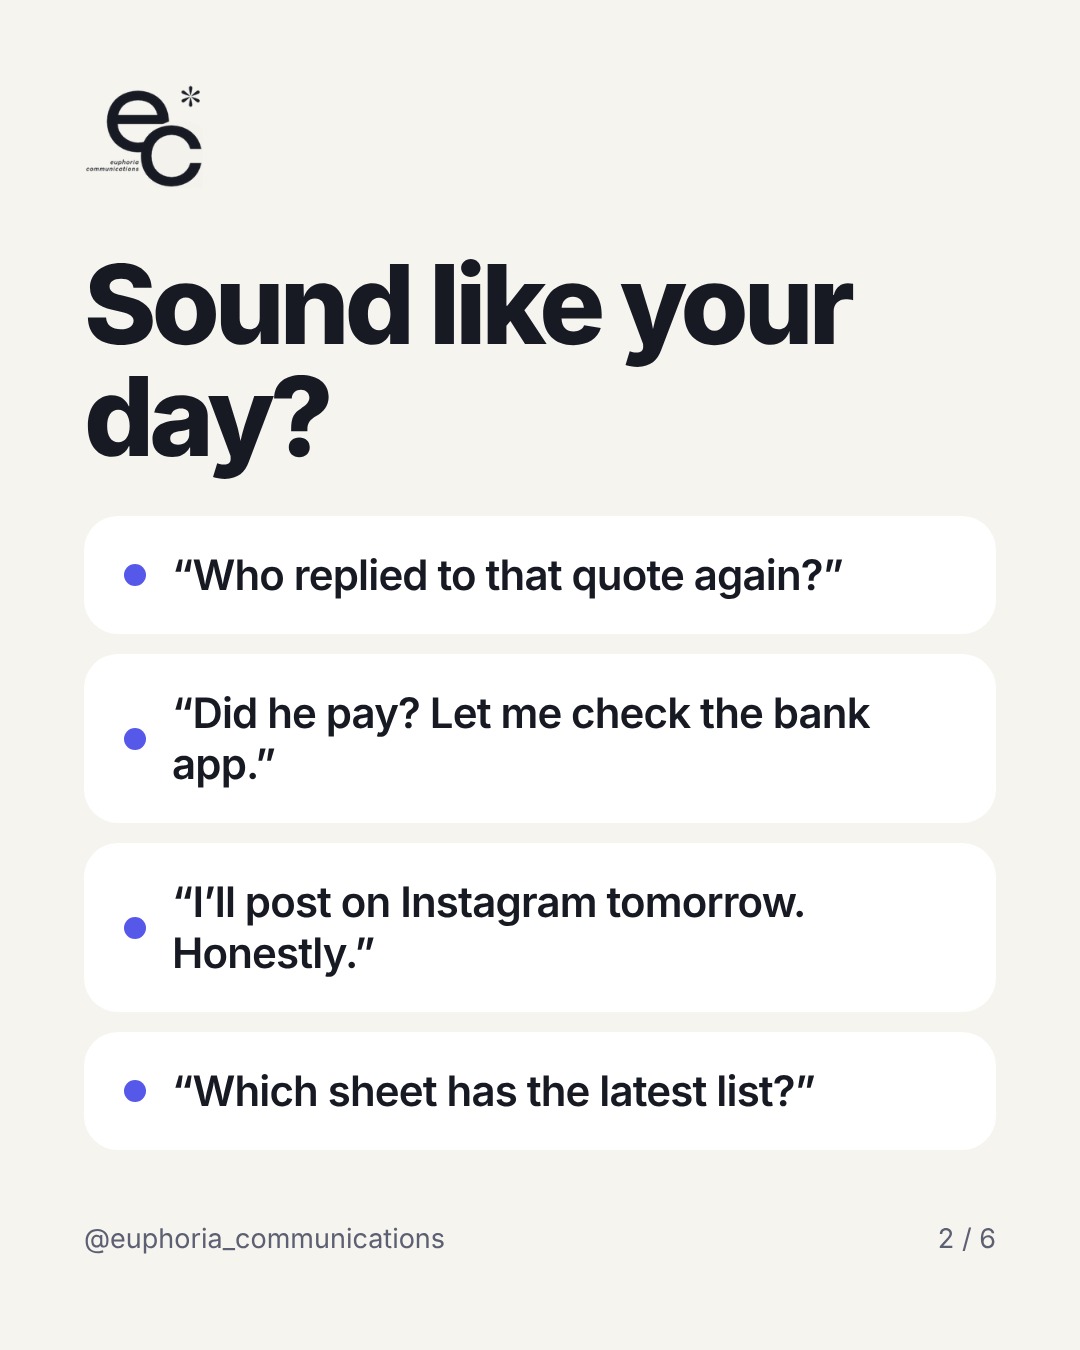 ec*
euphoria
communications
Sound like your
day?
“Who replied to that quote again?”
“Did he pay? Let me check the bank
app.”
“I’ll post on Instagram tomorrow.
Honestly.”
“Which sheet has the latest list?”
@euphoria_communications
2 / 6